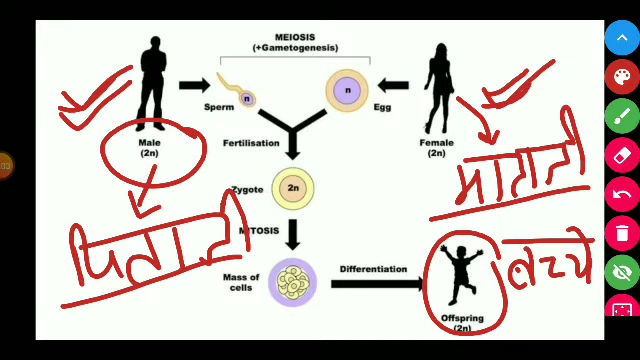 MEIOSIS
(+Gametogenesis)
n
n
Sperm
Egg
Male
(2n)
Fertilisation
Female
(2n)
माताजी
Zygote
2n
पिताजी
MITOSIS
बच्चे
Mass of
cells
Differentiation
Offspring
(2n)